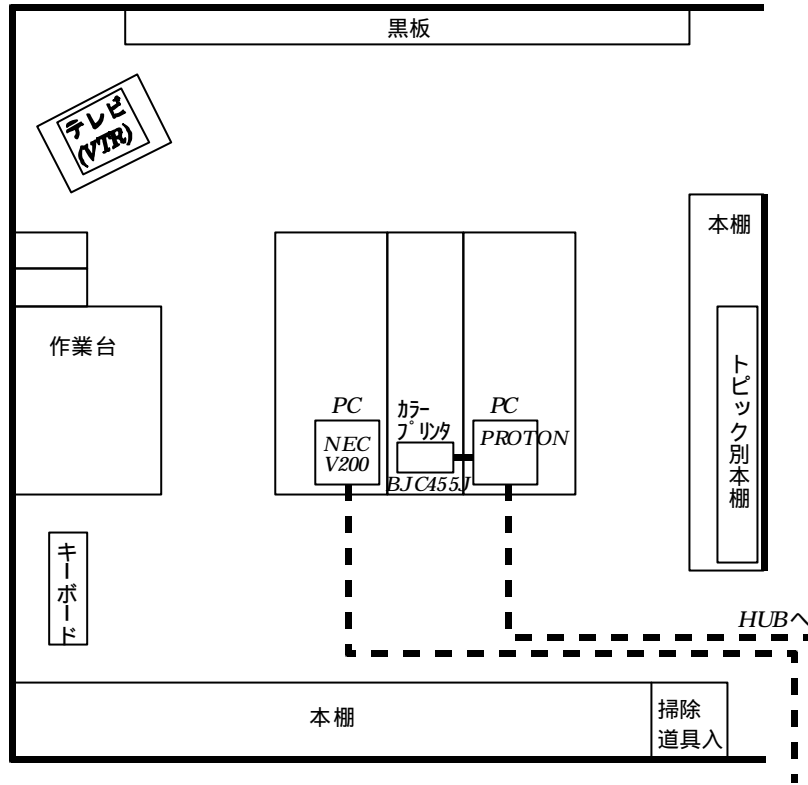 黒板
テレビ
(VTR)
本棚
作業台
トピック別本棚
PC
カラー
プリンタ
PC
NEC
V200
PROTON
BJC455J
キーボード
HUBへ
本棚
掃除
道具入